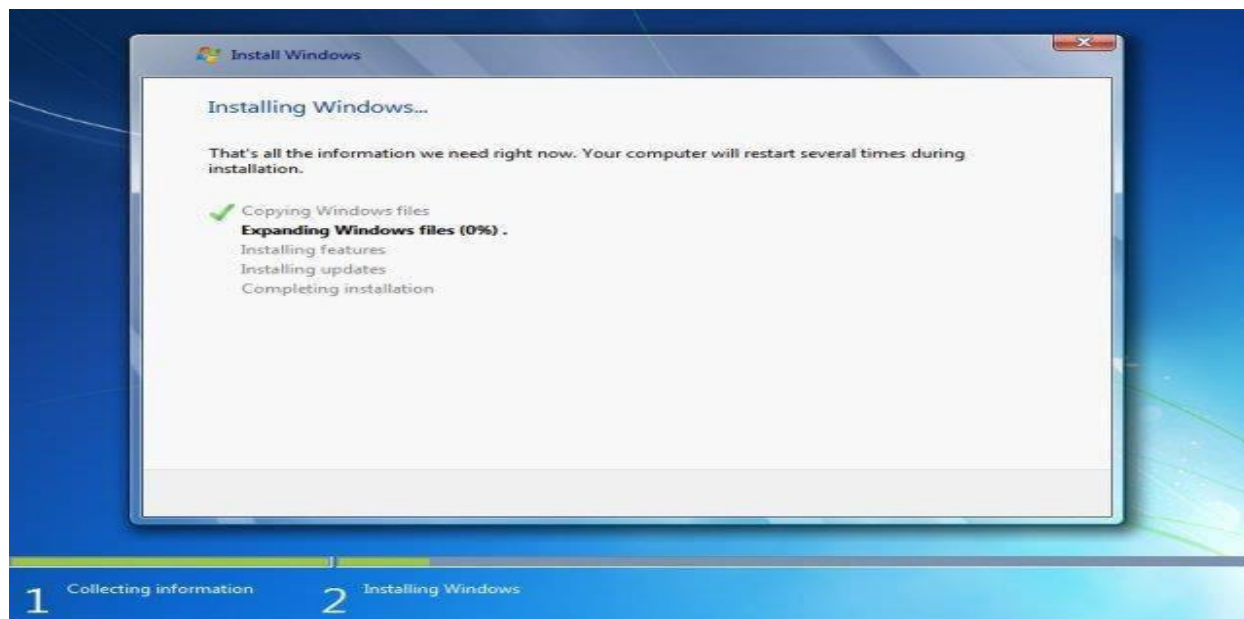 Install Windows
Installing Windows...
That's all the information we need right now. Your computer will restart several times during
installation.
Copying Windows files
Expanding Windows files (0%) .
Installing features
Installing updates
Completing installation
1 Collecting information 2 Installing Windows